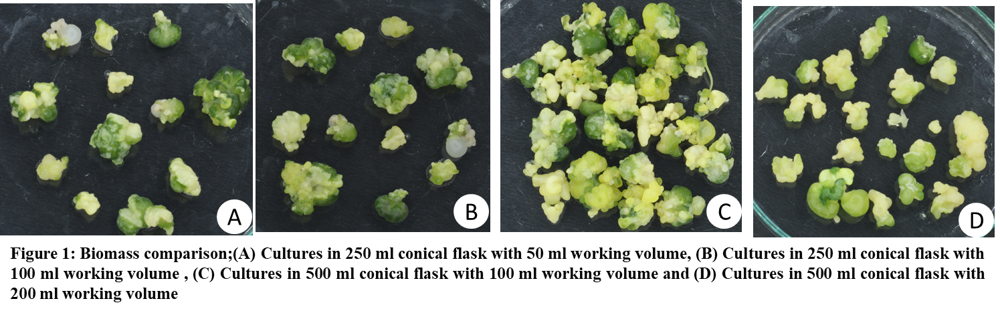 A
B
C
D
Figure 1: Biomass comparison;(A) Cultures in 250 ml conical flask with 50 ml working volume, (B) Cultures in 250 ml conical flask with
100 ml working volume , (C) Cultures in 500 ml conical flask with 100 ml working volume and (D) Cultures in 500 ml conical flask with
200 ml working volume